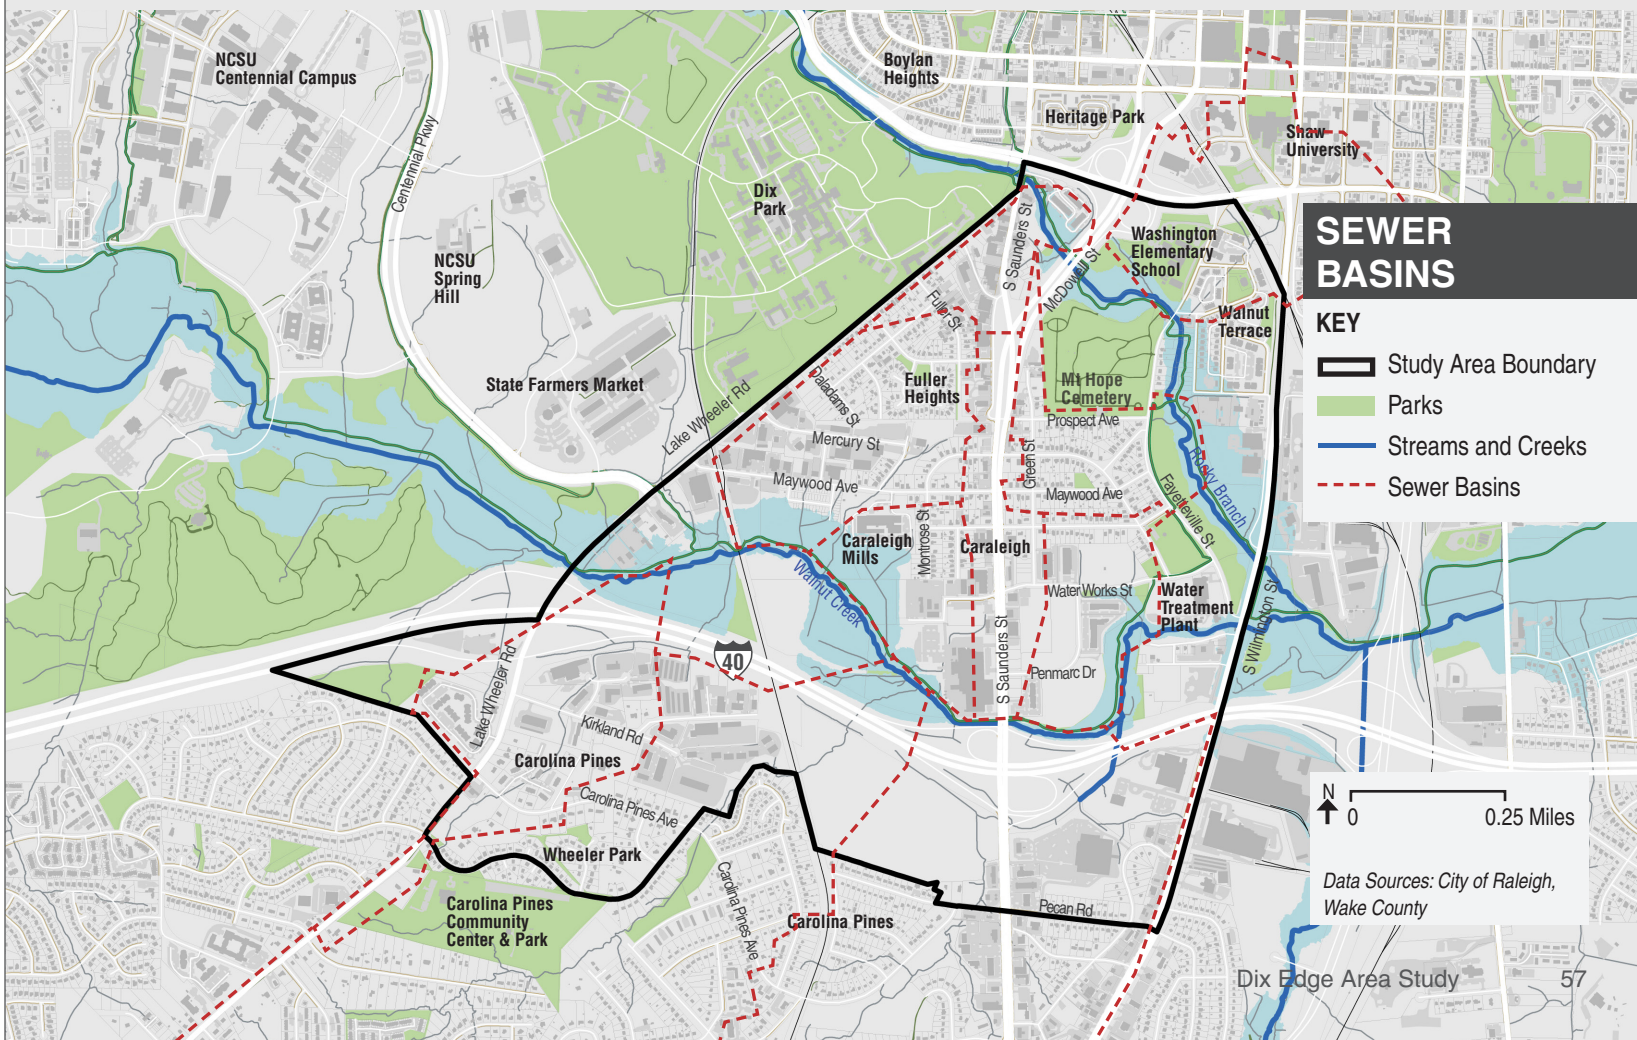 NCSU
Centennial Campus
Boylan
Heights
Heritage Park
Shaw
University
Centennial Pkwy
Dix
Park
NCSU
Spring
Hill
S Saunders St
McDowell St
Washington
Elementary
School
Walnut
Terrace
State Farmers Market
Lake Wheeler Rd
Fuller St
Daladams St
Fuller
Heights
Mt Hope
Cemetery
Prospect Ave
Mercury St
Maywood Ave
Green St
Maywood Ave
Rocky Branch
Fayetteville St
Caraleigh
Mills
Montrose St
Caraleigh
Walnut Creek
Water Works St
Water
Treatment
Plant
S Wilmington St
40
S Saunders St
Penmarc Dr
Lake Wheeler Rd
Kirkland Rd
Carolina Pines
Carolina Pines Ave
Wheeler Park
Carolina Pines
Community
Center & Park
Carolina Pines Ave
Carolina Pines
Pecan Rd
SEWER
BASINS
KEY
Study Area Boundary
Parks
Streams and Creeks
Sewer Basins
N
0 0.25 Miles
Data Sources: City of Raleigh,
Wake County
Dix Edge Area Study 57